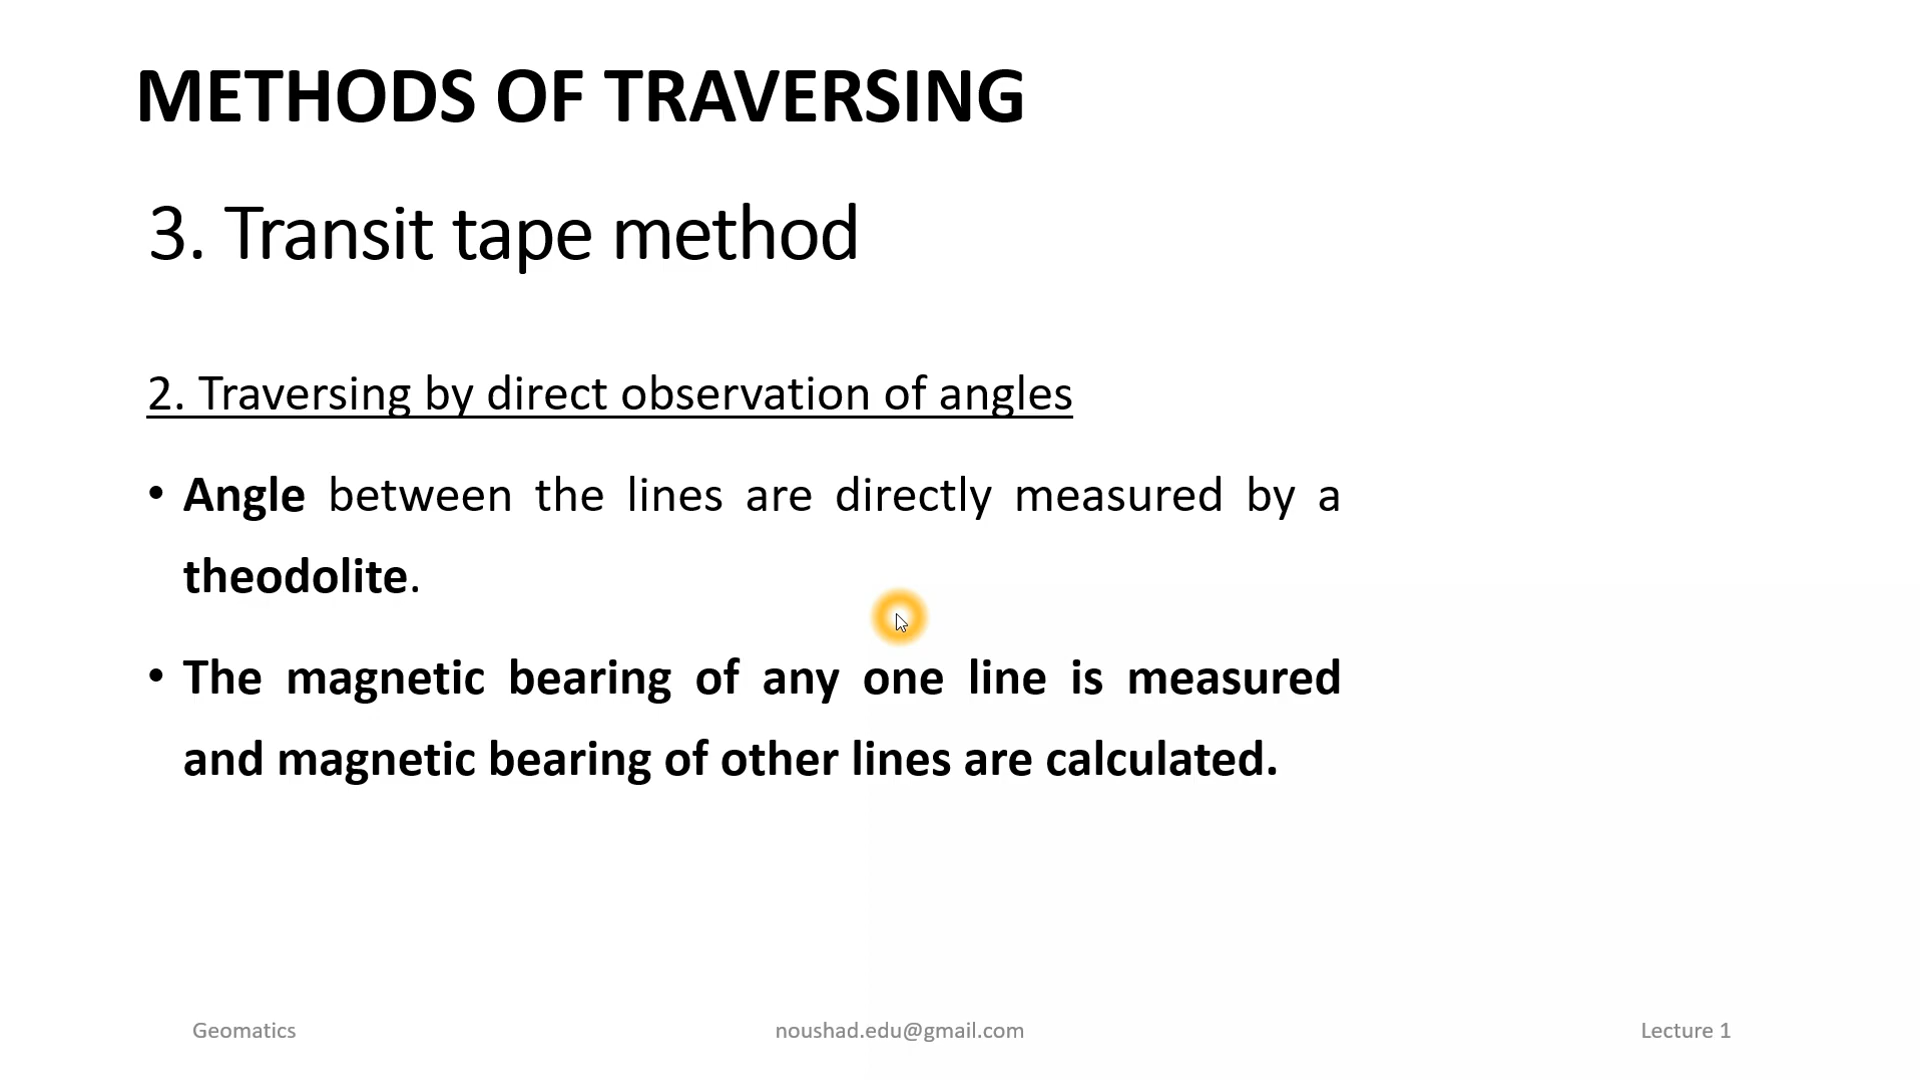 METHODS OF TRAVERSING
3. Transit tape method
2. Traversing by direct observation of angles
• Angle between the lines are directly measured by a
theodolite.
• The magnetic bearing of any one line is measured
and magnetic bearing of other lines are calculated.
Geomatics
noushad.edu@gmail.com
Lecture 1